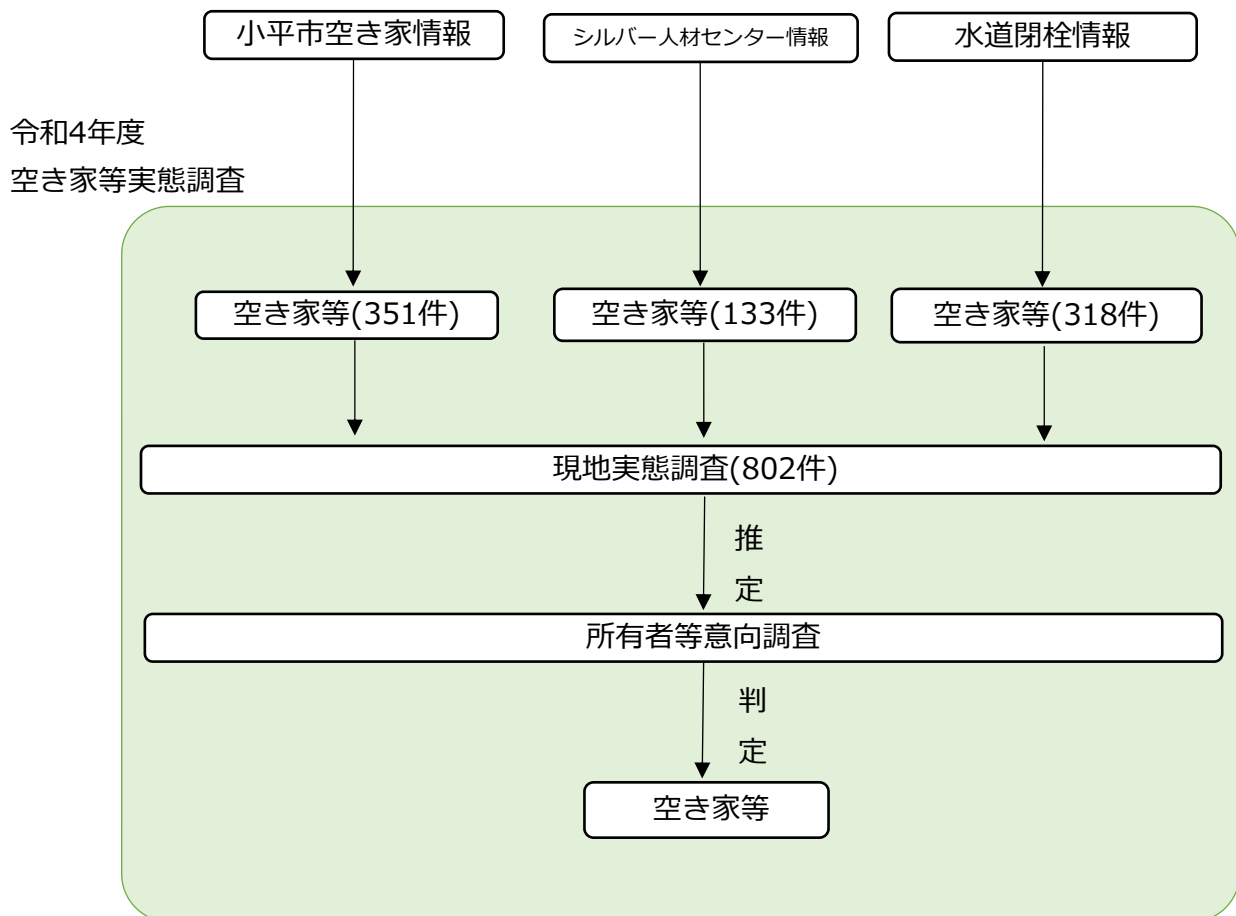 小平市空き家情報
シルバー人材センター情報
水道閉栓情報
令和4年度
空き家等実態調査
空き家等(351件)
空き家等(133件)
空き家等(318件)
現地実態調査(802件)
推
定
所有者等意向調査
判
定
空き家等